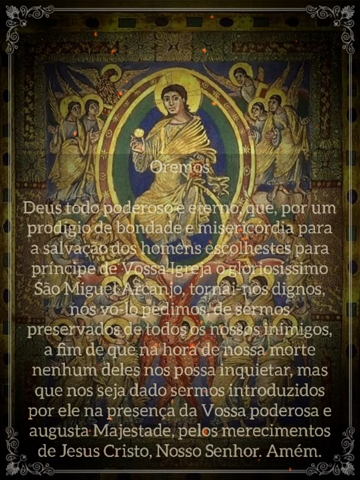 Oremos
Deus todo poderoso e eterno, que, por um
prodígio de bondade e misericordia para
a salvação dos homens escolhestes para
príncipe de Vossa Igreja o gloriosíssimo
São Miguel Arcanjo, tornai-nos dignos,
nós vo-lo pedimos, de sermos
preservados de todos os nossos inimigos,
a fim de que na hora de nossa morte
nenhum deles nos possa inquietar, mas
que nos seja dado sermos introduzidos
por ele na presença da Vossa poderosa e
augusta Majestade, pelos merecimentos
de Jesus Cristo, Nosso Senhor. Amém.